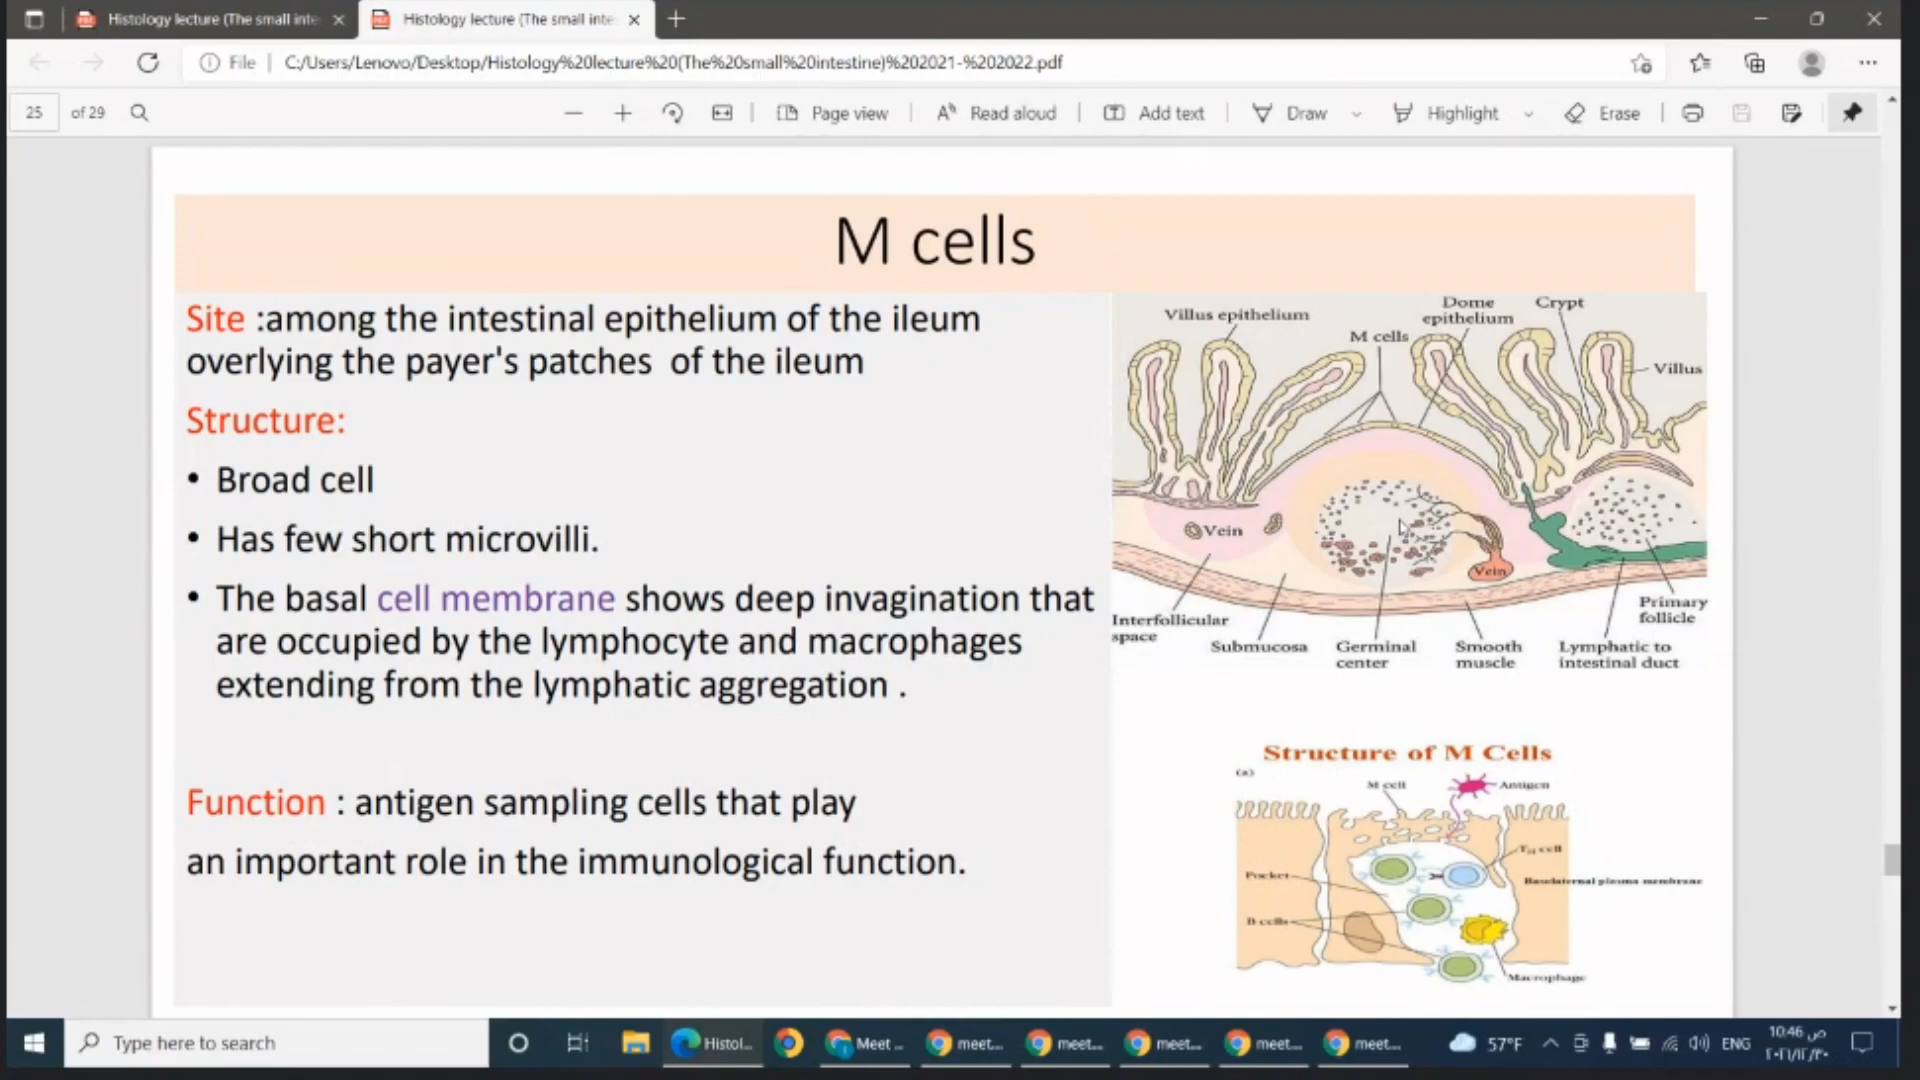 Histology lecture (The small inte
Histology lecture (The small inte
File
C:/Users/Lenovo/Desktop/Histology%20lecture%20(The%20small%20intestine)%202021-%202022.pdf
25 of 29
Page view
Read aloud
Add text
Draw
Highlight
Erase
M cells
Site :among the intestinal epithelium of the ileum
overlying the payer's patches of the ileum
Structure:
• Broad cell
• Has few short microvilli.
• The basal cell membrane shows deep invagination that
are occupied by the lymphocyte and macrophages
extending from the lymphatic aggregation .
Function : antigen sampling cells that play
an important role in the immunological function.
Villus epithelium
M cells
Dome
epithelium
Crypt
Villus
Vein
Vein
Interfollicular
space
Submucosa
Germinal
center
Smooth
muscle
Lymphatic to
intestinal duct
Primary
follicle
Structure of M Cells
(a)
M cell
Antigen
TH cell
Pocket
Basolateral plasma membrane
B cells
Macrophage
Type here to search
Histol...
Meet ...
meet...
meet...
meet...
meet...
meet...
57°F
ENG
10:46 ص